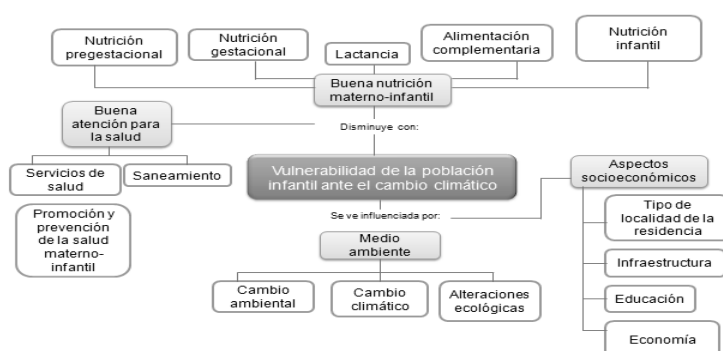 Nutrición
pregestacional
Nutrición
gestacional
Lactancia
Alimentación
complementaria
Nutrición
infantil
Buena nutrición
materno-infantil
Buena
atención para
la salud
Disminuye con:
Servicios de
salud
Saneamiento
Promoción y
prevención
de la salud
materno-
infantil
Vulnerabilidad de la población
infantil ante el cambio climático
Se ve influenciada por:
Medio
ambiente
Cambio
ambiental
Cambio
climático
Alteraciones
ecológicas
Aspectos
socioeconómicos
Tipo de
localidad de la
residencia
Infraestructura
Educación
Economía